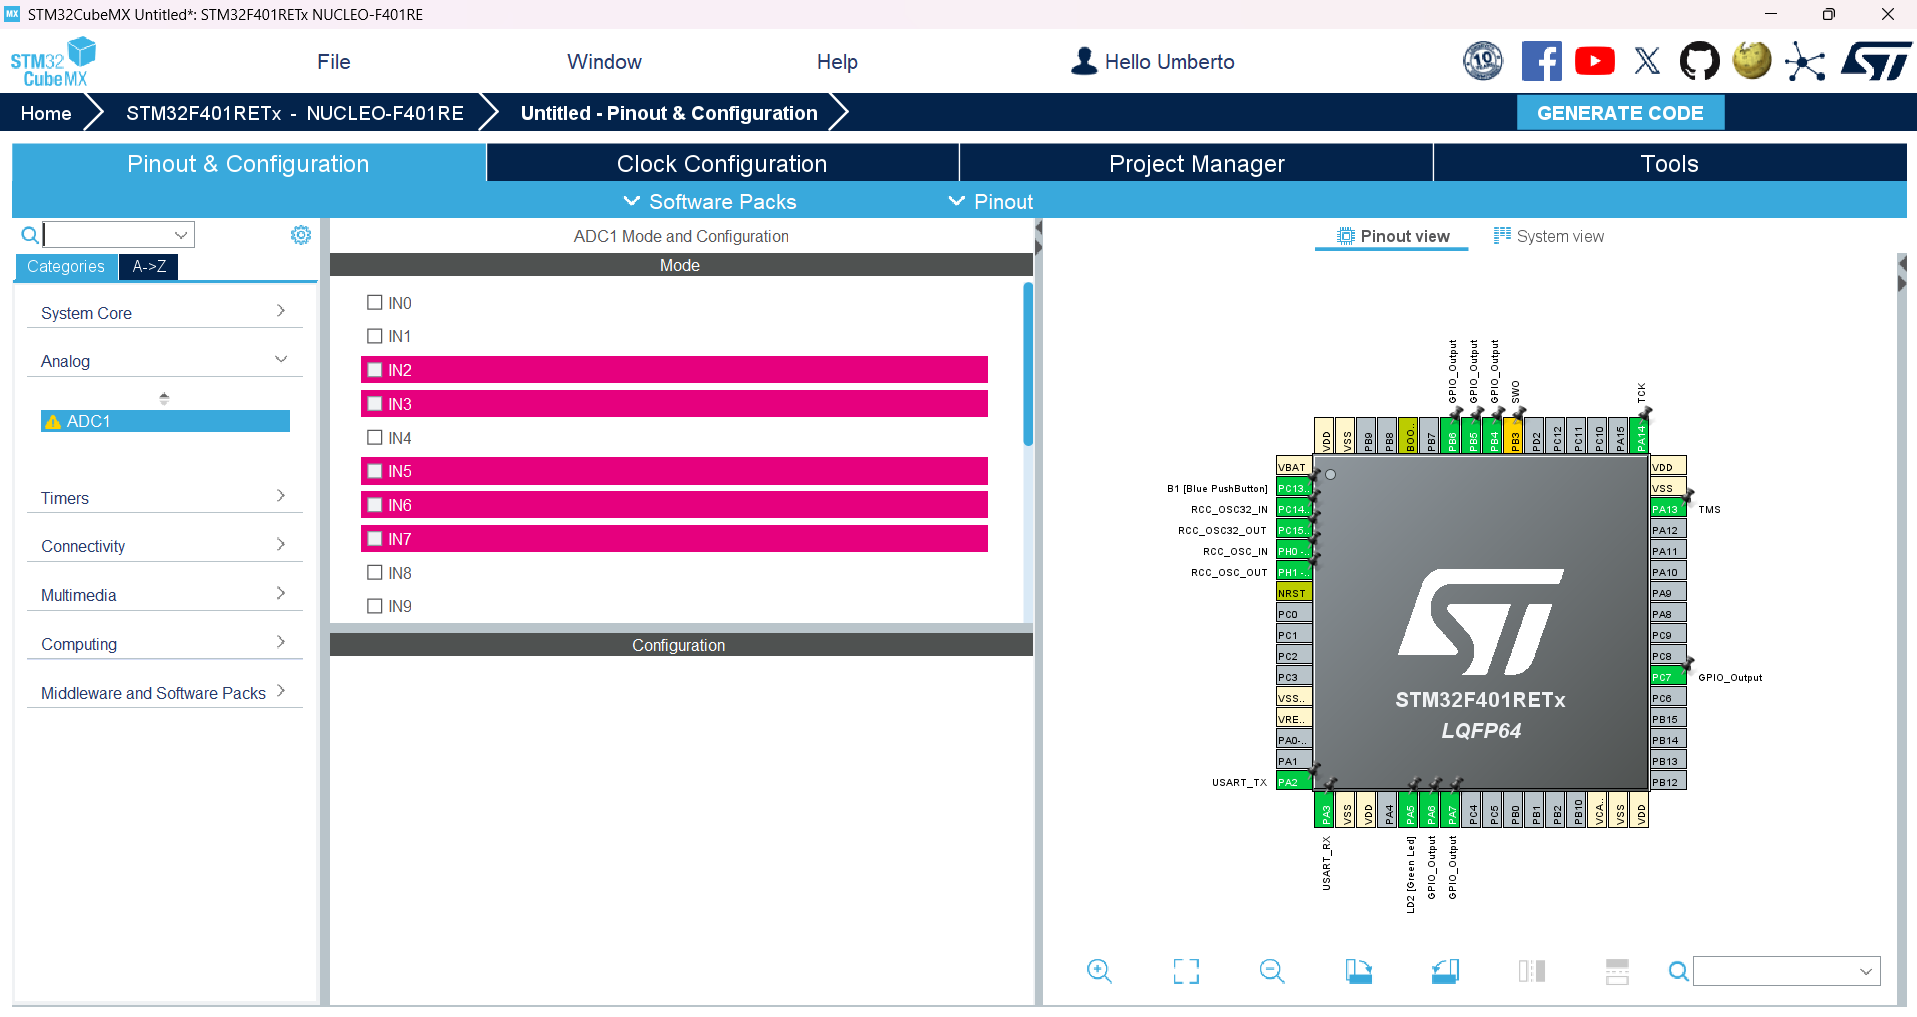 STM32CubeMX Untitled*: STM32F401RETx NUCLEO-F401RE
STM32
CubeMX
File
Window
Help
Hello Umberto
10
Home
STM32F401RETx - NUCLEO-F401RE
Untitled - Pinout & Configuration
GENERATE CODE
Pinout & Configuration
Clock Configuration
Project Manager
Tools
Software Packs
Pinout
Categories
A->Z
System Core
Analog
ADC1
Timers
Connectivity
Multimedia
Computing
Middleware and Software Packs
ADC1 Mode and Configuration
Mode
IN0
IN1
IN2
IN3
IN4
IN5
IN6
IN7
IN8
IN9
Configuration
Pinout view
System view
GPIO_Output
GPIO_Output
GPIO_Output
SWO
TCK
VDD
VSS
PB9
PB8
BOO..
PB7
PB6
PB5
PB4
PB3
PD2
PC12
PC11
PC10
PA15
PA14
VBAT
B1 [Blue PushButton] PC13..
RCC_OSC32_IN PC14..
RCC_OSC32_OUT PC15..
RCC_OSC_IN PH0 -..
RCC_OSC_OUT PH1 -..
NRST
PC0
PC1
PC2
PC3
VSS..
VRE..
PA0-..
PA1
USART_TX PA2
VDD
VSS
PA13 TMS
PA12
PA11
PA10
PA9
PA8
PC9
PC8
PC7 GPIO_Output
PC6
PB15
PB14
PB13
PB12
ST
STM32F401RETx
LQFP64
PA3
VSS
VDD
PA4
PA5
PA6
PA7
PC4
PC5
PB0
PB1
PB2
PB10
VCA..
VSS
VDD
USART_RX
LD2 [Green Led]
GPIO_Output
GPIO_Output